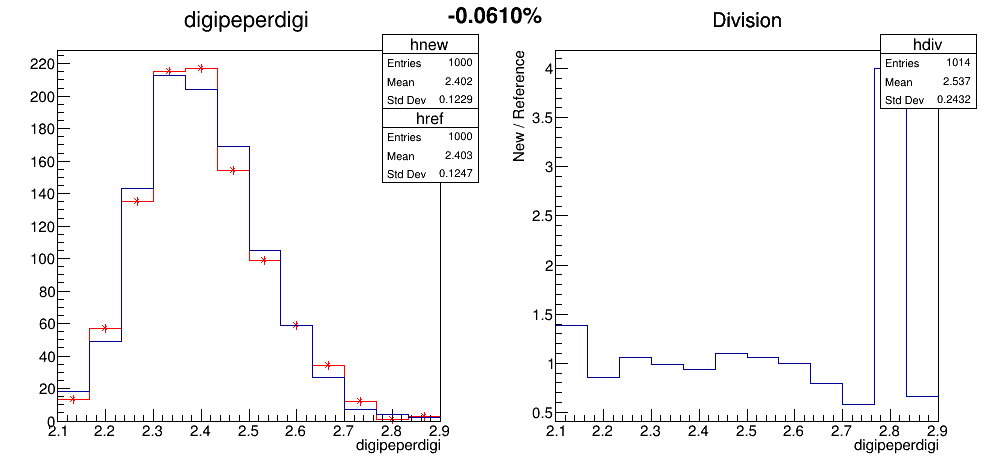 -0.0610%
digipeperdigi
hnew
Entries 1000
Mean 2.402
Std Dev 0.1229
href
Entries 1000
Mean 2.403
Std Dev 0.1247
220
200
180
160
140
120
100
80
60
40
20
0
2.1 2.2 2.3 2.4 2.5 2.6 2.7 2.8 2.9
digipeperdigi
Division
hdiv
Entries 1014
Mean 2.537
Std Dev 0.2432
New / Reference
4
3.5
3
2.5
2
1.5
1
0.5
2.1 2.2 2.3 2.4 2.5 2.6 2.7 2.8 2.9
digipeperdigi